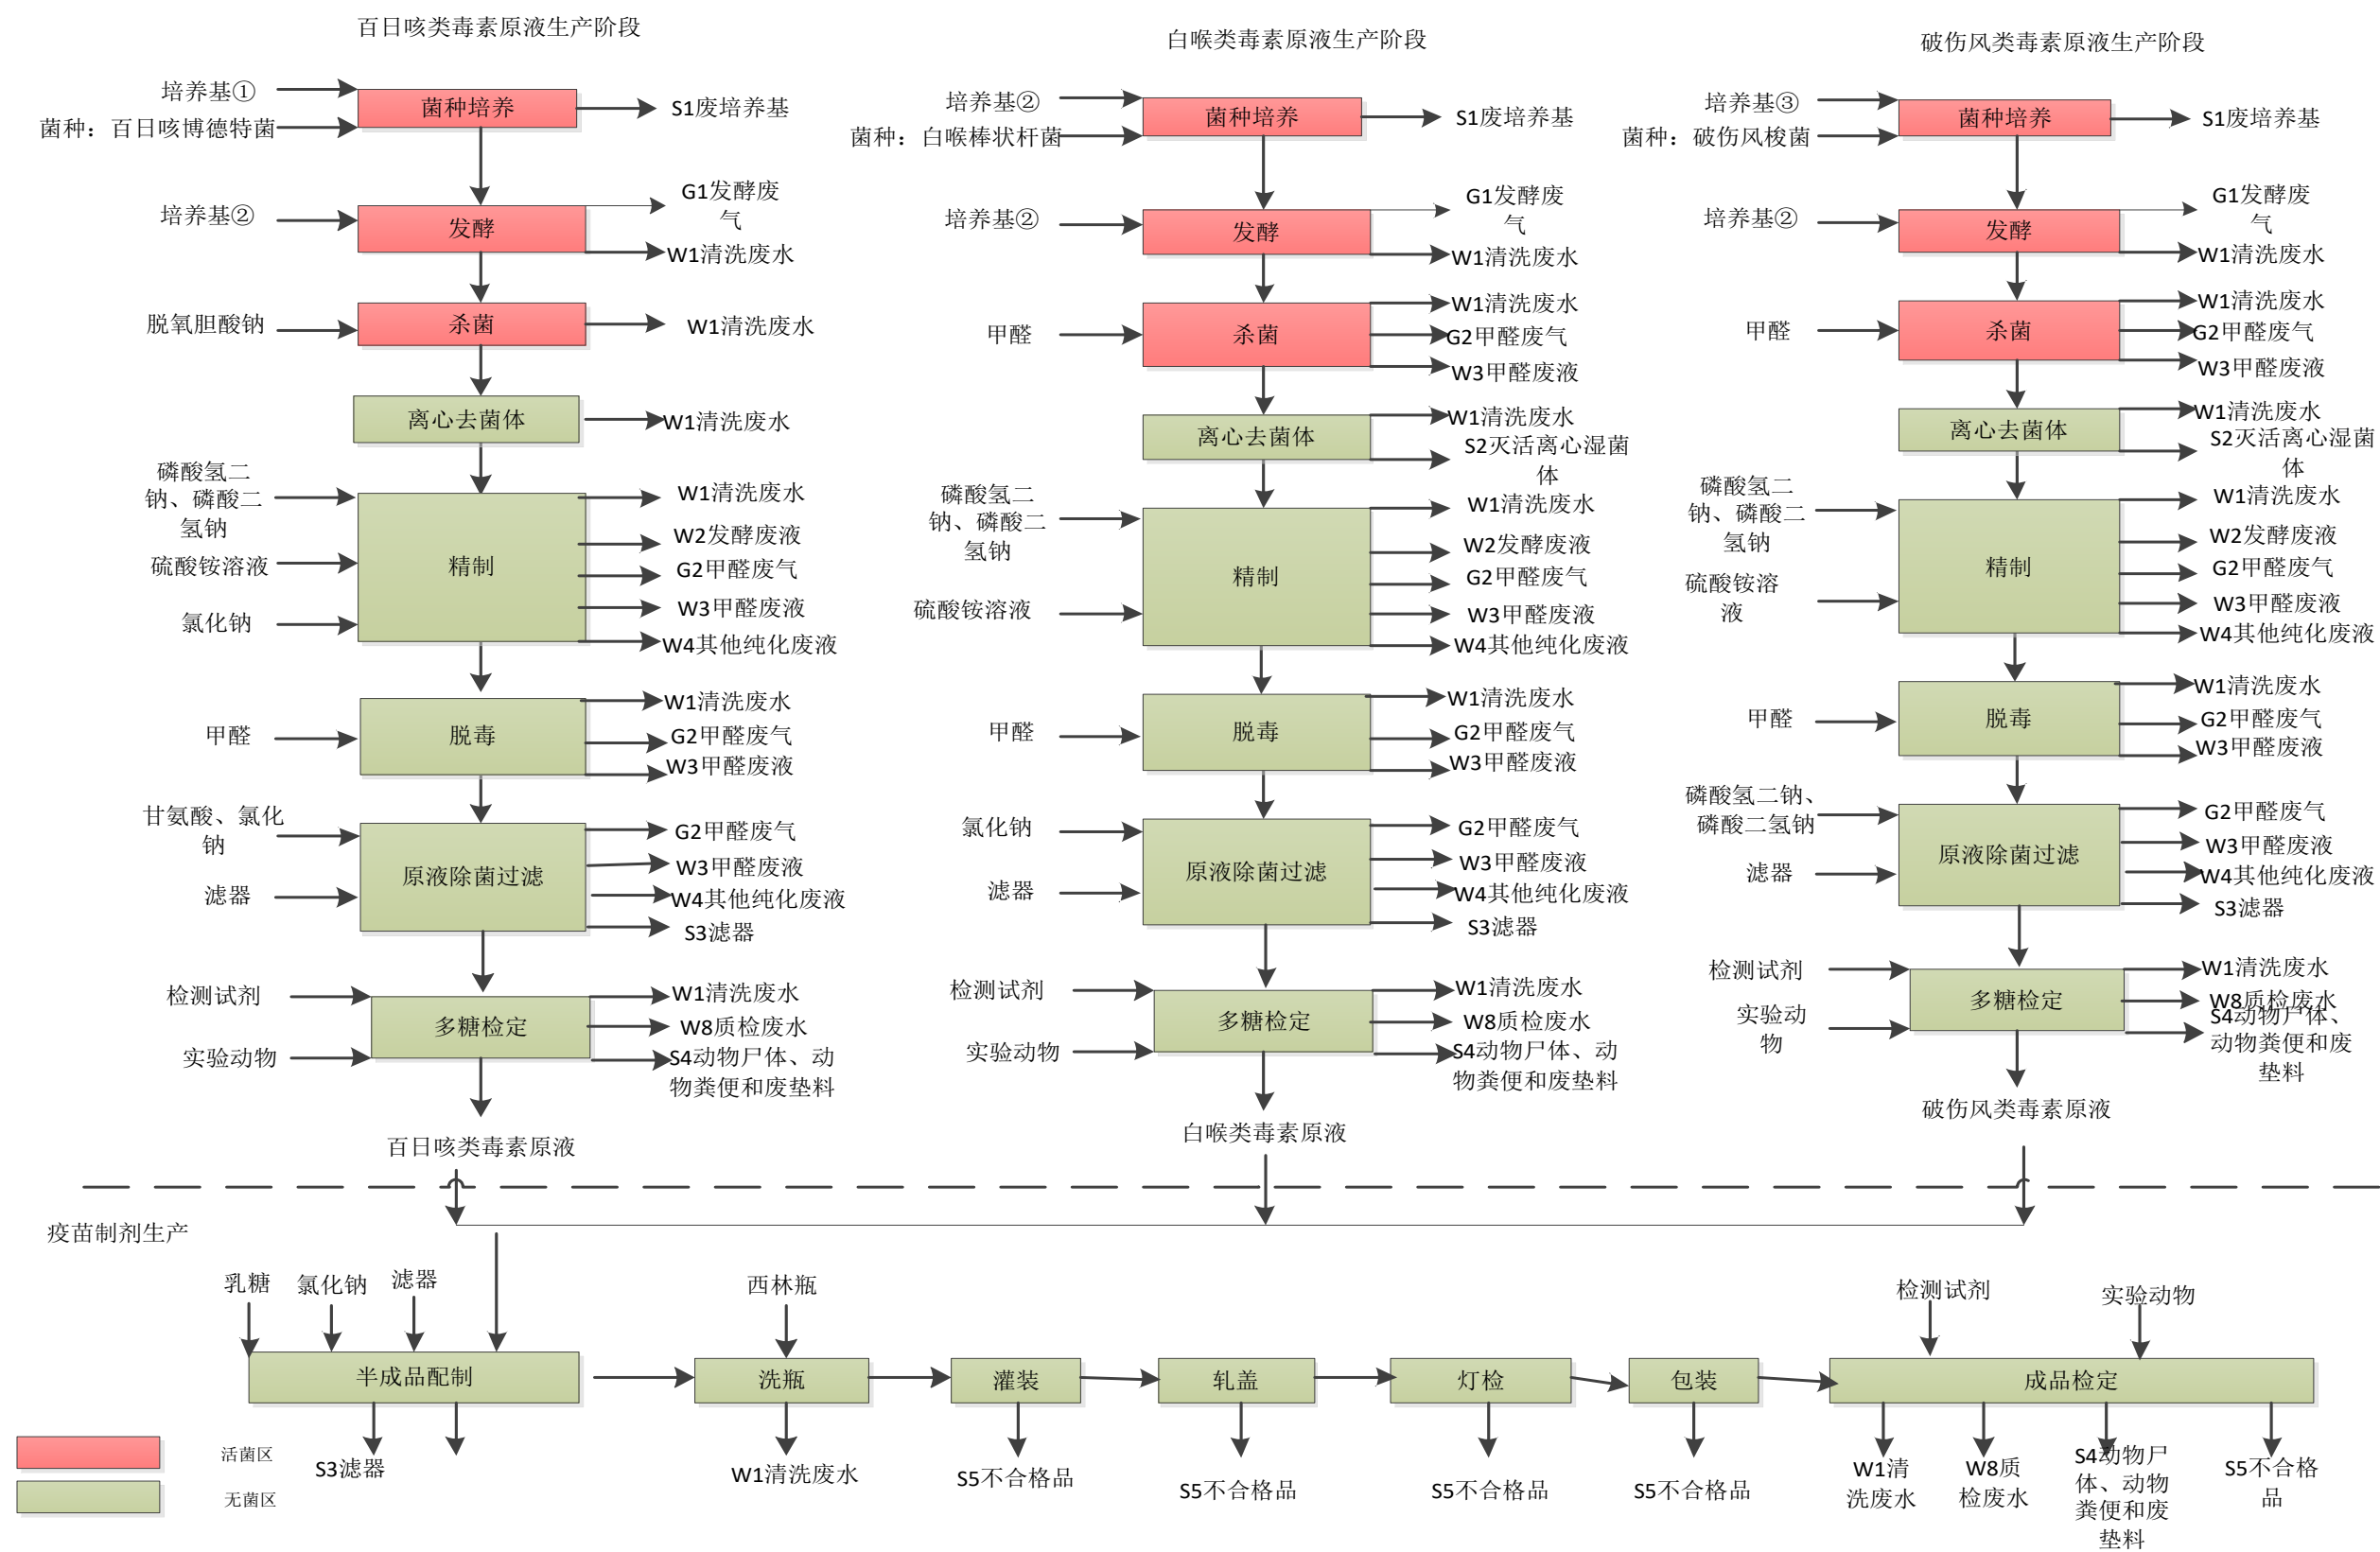 百日咳类毒素原液生产阶段
培养基①
菌种：百日咳博德特菌
菌种培养
S1废培养基
培养基②
发酵
G1发酵废
气
W1清洗废水
脱氧胆酸钠
杀菌
W1清洗废水
离心去菌体
W1清洗废水
磷酸氢二
钠、磷酸二
氢钠
硫酸铵溶液
氯化钠
精制
W1清洗废水
W2发酵废液
G2甲醛废气
W3甲醛废液
W4其他纯化废液
甲醛
脱毒
W1清洗废水
G2甲醛废气
W3甲醛废液
甘氨酸、氯化
钠
滤器
原液除菌过滤
G2甲醛废气
W3甲醛废液
W4其他纯化废液
S3滤器
检测试剂
实验动物
多糖检定
W1清洗废水
W8质检废水
S4动物尸体、动
物粪便和废垫料
百日咳类毒素原液
白喉类毒素原液生产阶段
培养基②
菌种：白喉棒状杆菌
菌种培养
S1废培养基
培养基②
发酵
G1发酵废
气
W1清洗废水
甲醛
杀菌
W1清洗废水
G2甲醛废气
W3甲醛废液
离心去菌体
W1清洗废水
S2灭活离心湿菌
体
磷酸氢二
钠、磷酸二
氢钠
硫酸铵溶液
精制
W1清洗废水
W2发酵废液
G2甲醛废气
W3甲醛废液
W4其他纯化废液
甲醛
脱毒
W1清洗废水
G2甲醛废气
W3甲醛废液
氯化钠
滤器
原液除菌过滤
G2甲醛废气
W3甲醛废液
W4其他纯化废液
S3滤器
检测试剂
实验动物
多糖检定
W1清洗废水
W8质检废水
S4动物尸体、动
物粪便和废垫料
白喉类毒素原液
破伤风类毒素原液生产阶段
培养基③
菌种：破伤风梭菌
菌种培养
S1废培养基
培养基②
发酵
G1发酵废
气
W1清洗废水
甲醛
杀菌
W1清洗废水
G2甲醛废气
W3甲醛废液
离心去菌体
W1清洗废水
S2灭活离心湿菌
体
磷酸氢二
钠、磷酸二
氢钠
硫酸铵溶
液
精制
W1清洗废水
W2发酵废液
G2甲醛废气
W3甲醛废液
W4其他纯化废液
甲醛
脱毒
W1清洗废水
G2甲醛废气
W3甲醛废液
磷酸氢二钠、
磷酸二氢钠
滤器
原液除菌过滤
G2甲醛废气
W3甲醛废液
W4其他纯化废液
S3滤器
检测试剂
实验动
物
多糖检定
W1清洗废水
W8质检废水
S4动物尸体、
动物粪便和废
垫料
破伤风类毒素原液
疫苗制剂生产
乳糖
氯化钠
滤器
半成品配制
S3滤器
西林瓶
洗瓶
W1清洗废水
灌装
S5不合格品
轧盖
S5不合格品
灯检
S5不合格品
包装
S5不合格品
检测试剂
实验动物
成品检定
W1清
洗废水
W8质
检废水
S4动物尸
体、动物
粪便和废
垫料
S5不合格
品
活菌区
无菌区